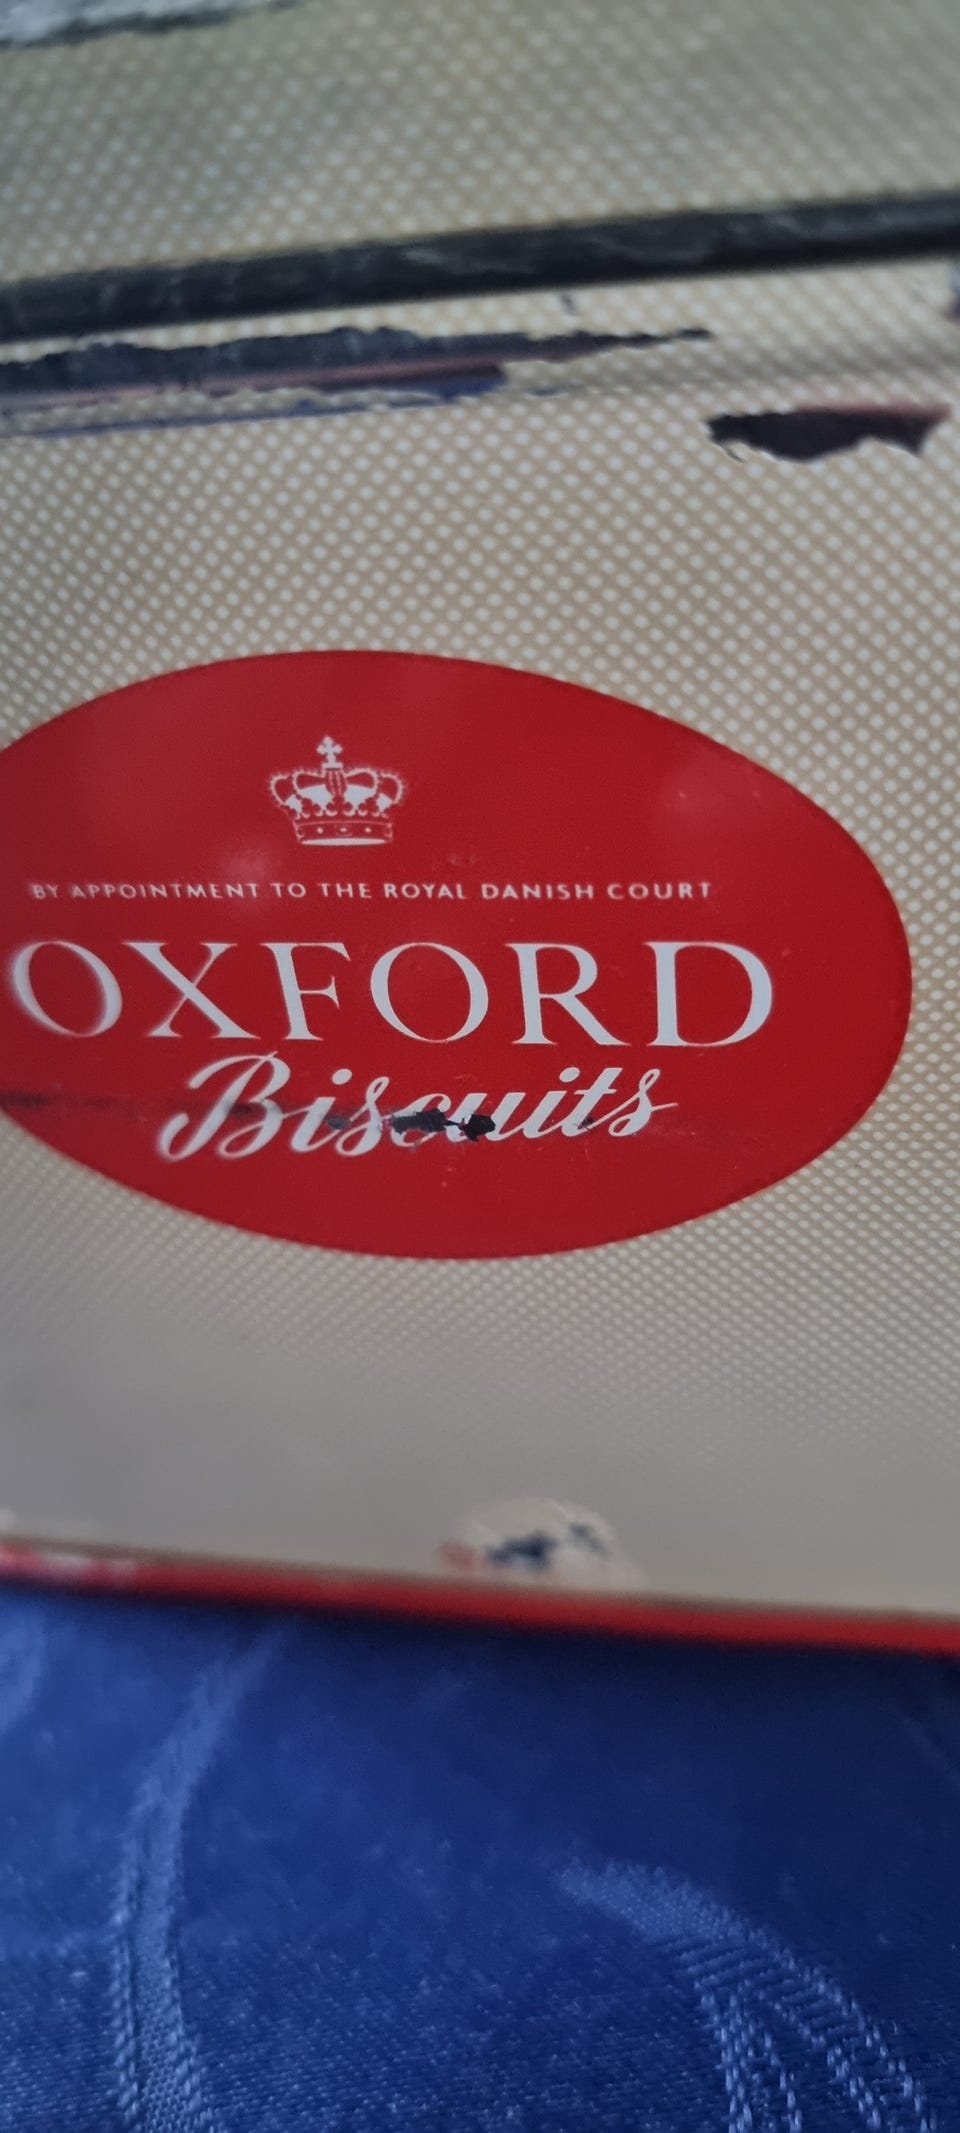 BY APPOINTMENT TO THE ROYAL DANISH COURT
OXFORD
Biscuits